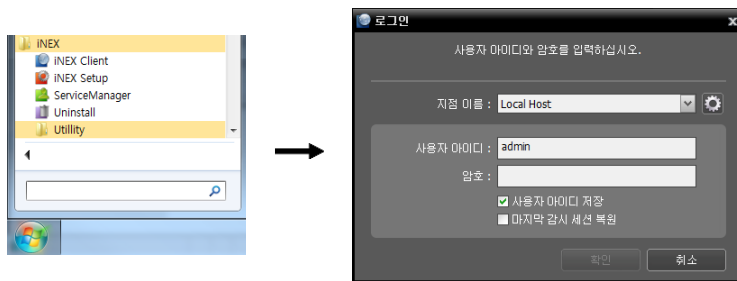 iNEX
iNEX Client
iNEX Setup
ServiceManager
Uninstall
Utillity
로그인
x
사용자 아이디와 암호를 입력하십시오.
지점 이름 : Local Host
사용자 아이디 : admin
암호 :
사용자 아이디 저장
마지막 감시 세션 복원
확인 취소